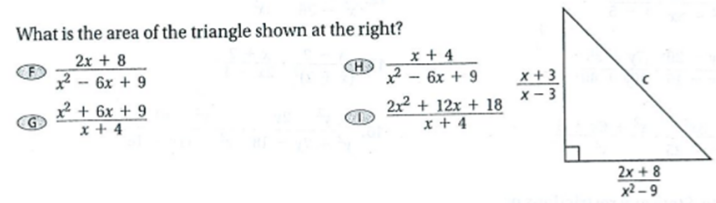 What is the area of the triangle shown at the right?
F 2x + 8 / x² - 6x + 9
G x² + 6x + 9 / x + 4
H x + 4 / x² - 6x + 9
I 2x² + 12x + 18 / x + 4
x + 3 / x - 3
c
2x + 8 / x² - 9